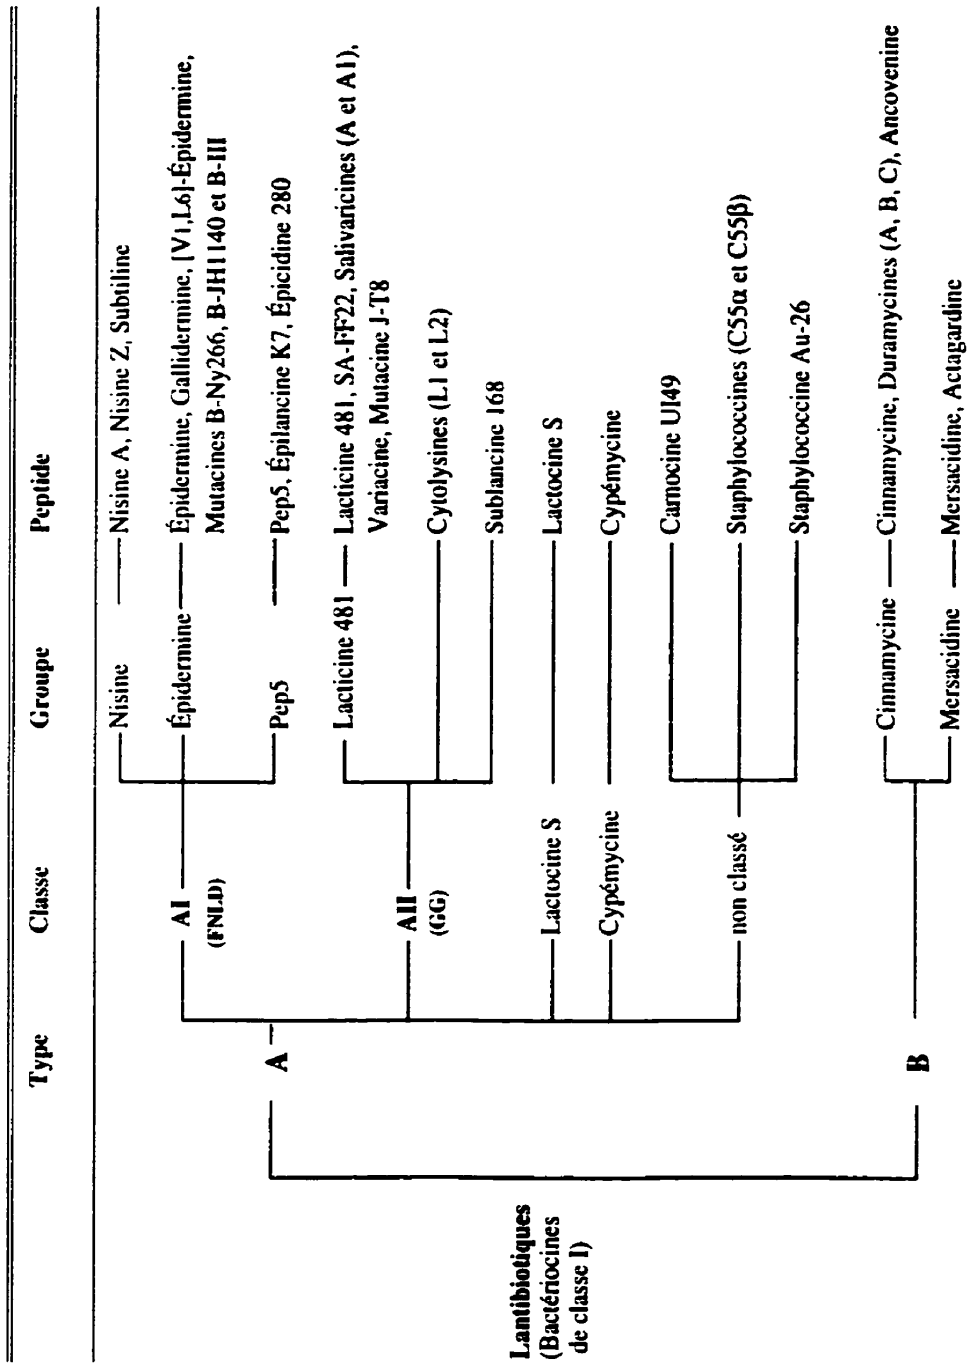 Type Classe Groupe Peptide
Nisine Nisine A, Nisine Z, Subtiline
AI Épidermine Épidermine, Gallidermine, [V1,L6]-Épidermine,
(FNLD) Mutacines B-Ny266, B-JH1140 et B-III
Pep5 Pep5, Épilancine K7, Épicidine 280
A
Lacticine 481 Lacticine 481, SA-FF22, Salivaricines (A et A1),
Variacine, Mutacine J-T8
AII
(GG)
Cytolysines (L1 et L2)
Sublancine 168
Lantibiotiques
(Bactériocines
de classe I)
Lactocine S Lactocine S
Cypémycine Cypémycine
Carnocine UI49
non classé Staphylococcines (C55α et C55β)
Staphylococcine Au-26
B
Cinnamycine Cinnamycine, Duramycines (A, B, C), Ancovenine
Mersacidine Mersacidine, Actagardine